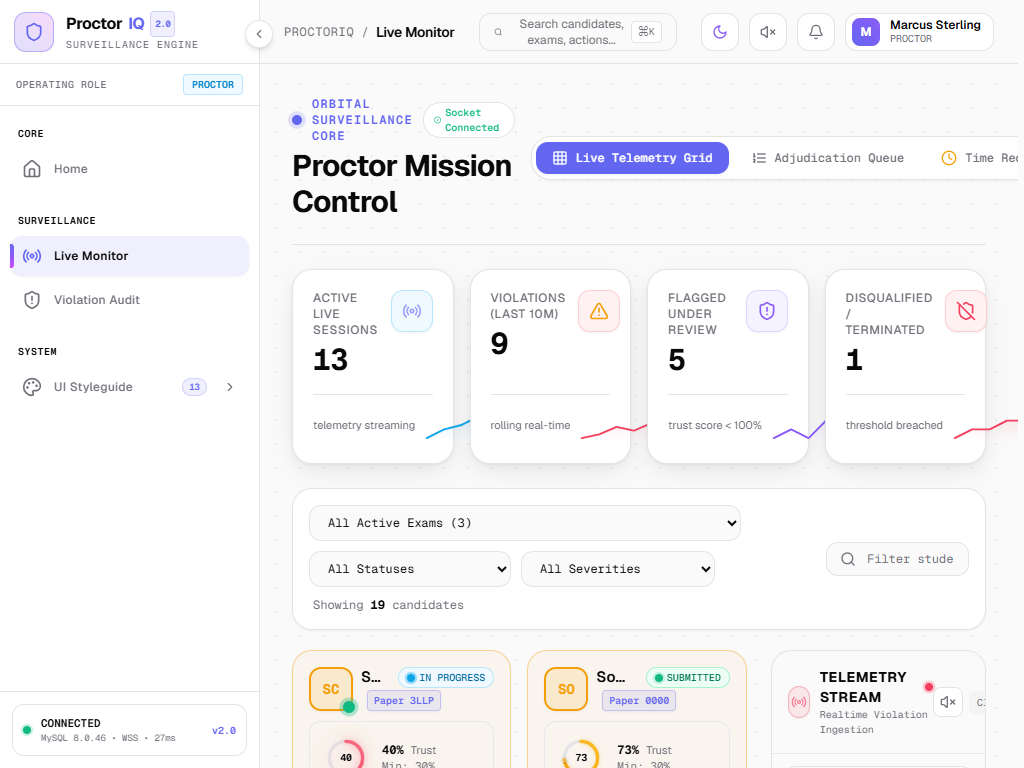 Proctor IQ 2.0
SURVEILLANCE ENGINE
OPERATING ROLE PROCTOR
CORE
Home
SURVEILLANCE
Live Monitor
Violation Audit
SYSTEM
UI Styleguide 13
CONNECTED
MySQL 8.0.46 • WSS • 27ms
v2.0
PROCTORIQ / Live Monitor
Search candidates,
exams, actions…
⌘K
M
Marcus Sterling
PROCTOR
ORBITAL
SURVEILLANCE
CORE
Socket
Connected
Proctor Mission
Control
Live Telemetry Grid
Adjudication Queue
Time Rec
ACTIVE
LIVE
SESSIONS
13
telemetry streaming
VIOLATIONS
(LAST 10M)
9
rolling real-time
FLAGGED
UNDER
REVIEW
5
trust score < 100%
DISQUALIFIED
/
TERMINATED
1
threshold breached
All Active Exams (3)
All Statuses
All Severities
Showing 19 candidates
Filter stude
SC
S...
IN PROGRESS
Paper 3LLP
40
40% Trust
Min: 30%
SO
So...
SUBMITTED
Paper 0000
73
73% Trust
Min: 30%
TELEMETRY
STREAM
Realtime Violation
Ingestion